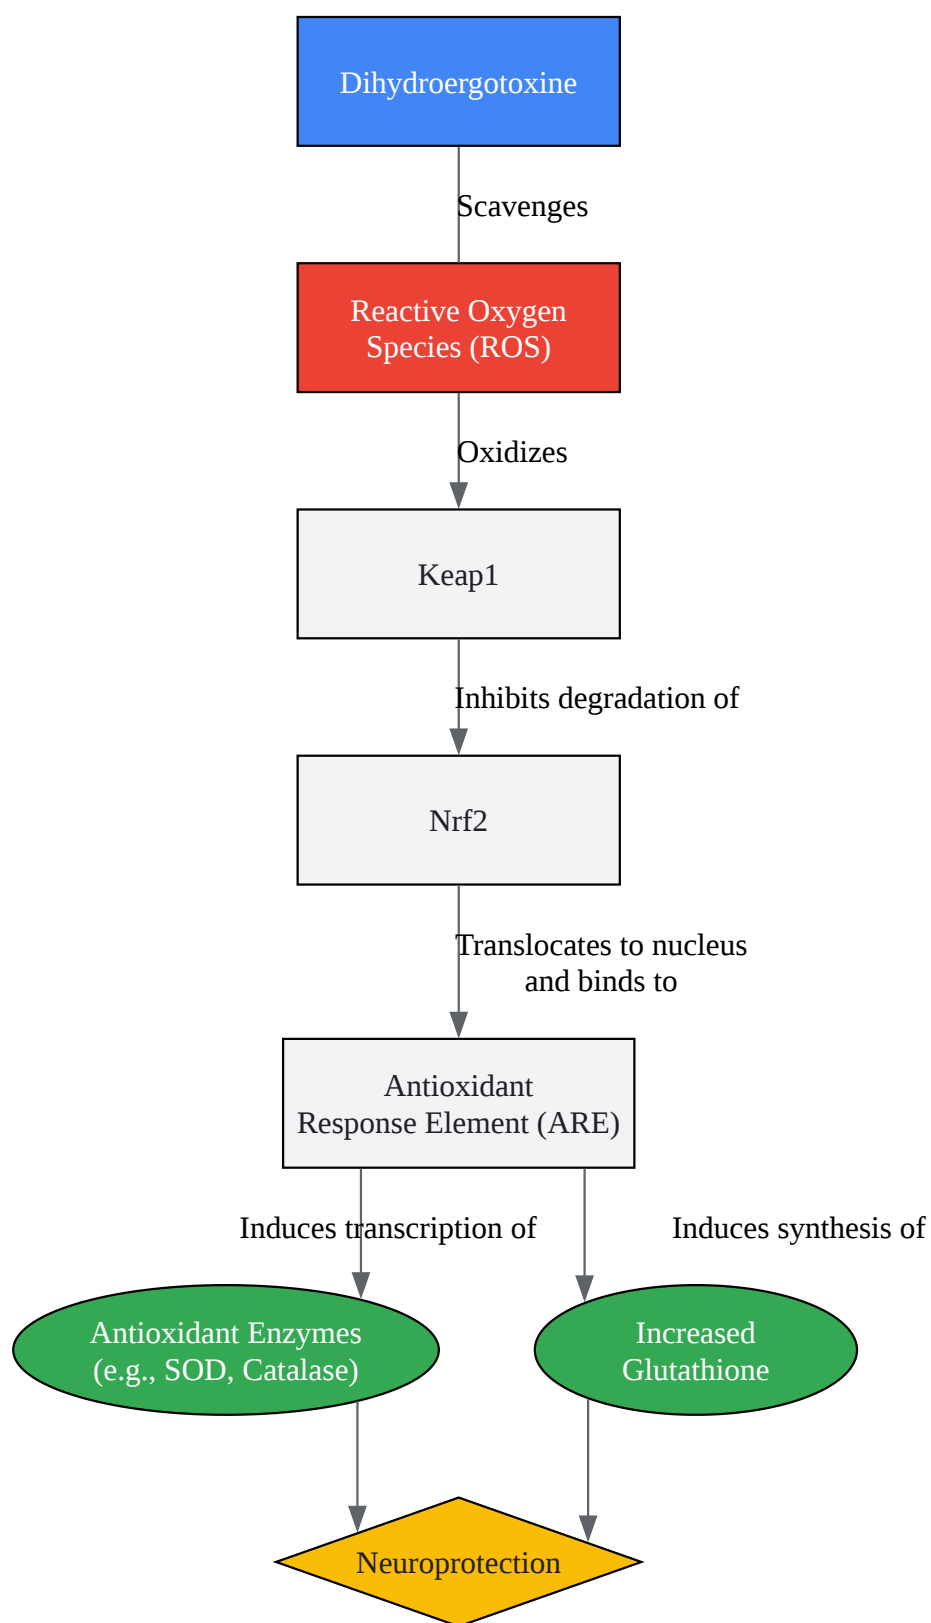 Dihydroergotoxine
Scavenges
Reactive Oxygen
Species (ROS)
Oxidizes
Keap1
Inhibits degradation of
Nrf2
Translocates to nucleus
and binds to
Antioxidant
Response Element (ARE)
Induces transcription of
Induces synthesis of
Antioxidant Enzymes
(e.g., SOD, Catalase)
Increased
Glutathione
Neuroprotection